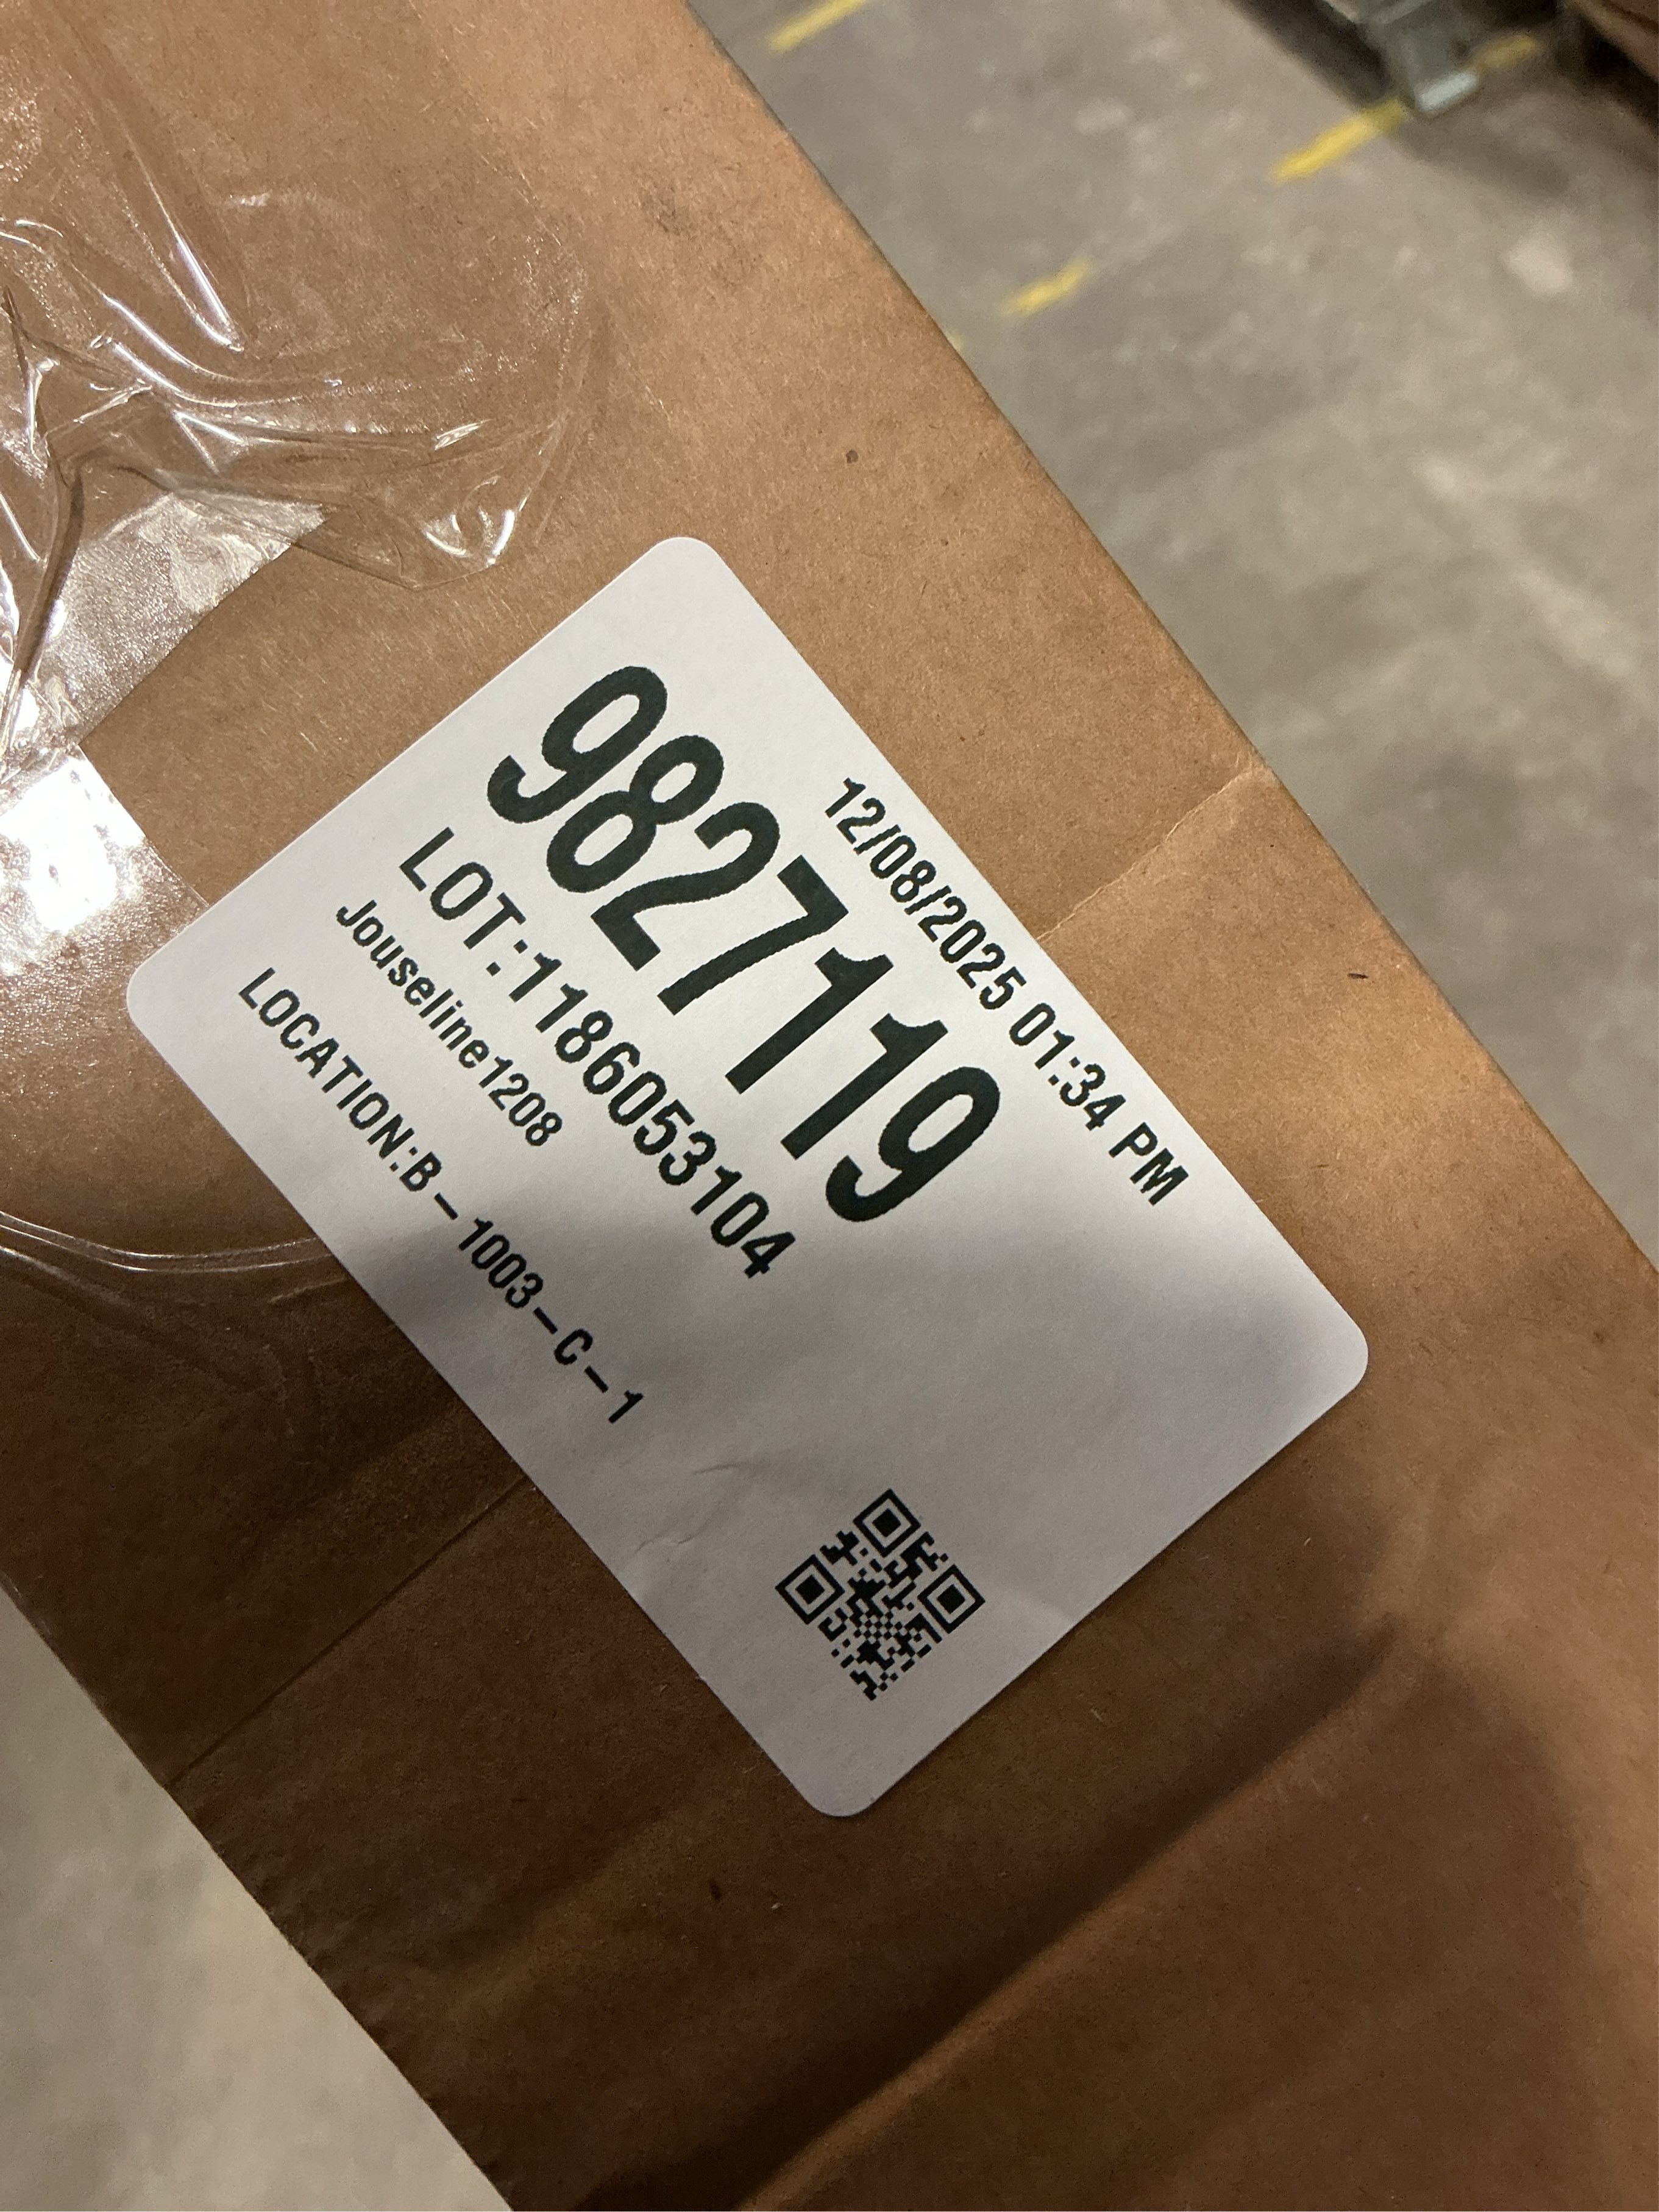 12/08/2025 01:34 PM
9827119
LOT:1186053104
Jouseline1208
LOCATION:B-1003-C-1